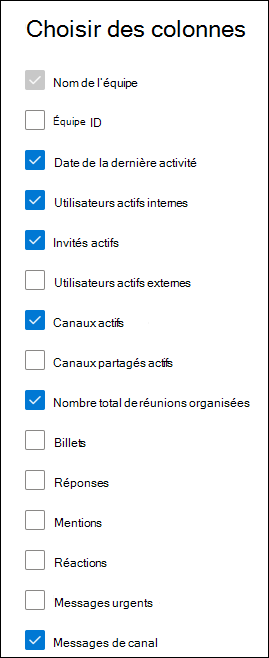 Choisir des colonnes
Nom de l'équipe
Équipe ID
Date de la dernière activité
Utilisateurs actifs internes
Invités actifs
Utilisateurs actifs externes
Canaux actifs
Canaux partagés actifs
Nombre total de réunions organisées
Billets
Réponses
Mentions
Réactions
Messages urgents
Messages de canal